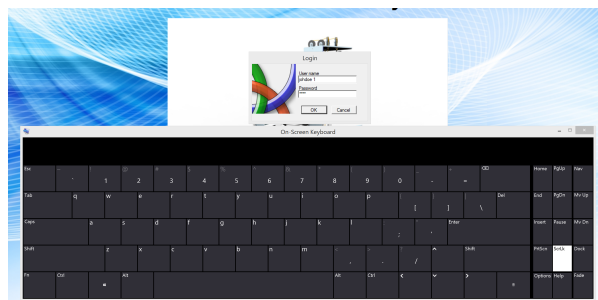 Login
User name
johdoe 1
Password
OK Cancel
On-Screen Keyboard
Esc 1 2 3 4 5 6 7 8 9 0 - = Home PgUp Nav
Tab q w e r t y u i o p [ ] \ Del End PgDn Mv Up
Caps a s d f g h j k l ; ' Enter Insert Pause Mv Dn
Shift z x c v b n m , . / Shift PrtScn ScrLk Dock
Fn Ctrl Alt Alt Ctrl Options Help Fade